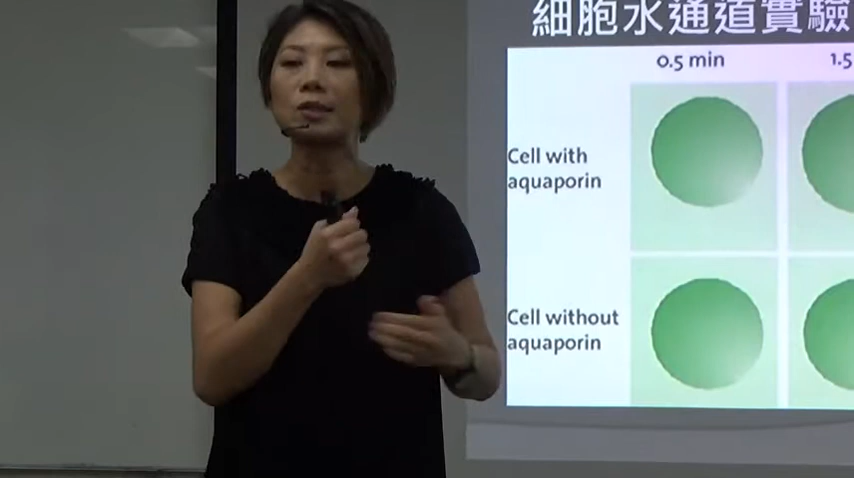 細胞水通道實驗
0.5 min
1.5
Cell with
aquaporin
Cell without
aquaporin